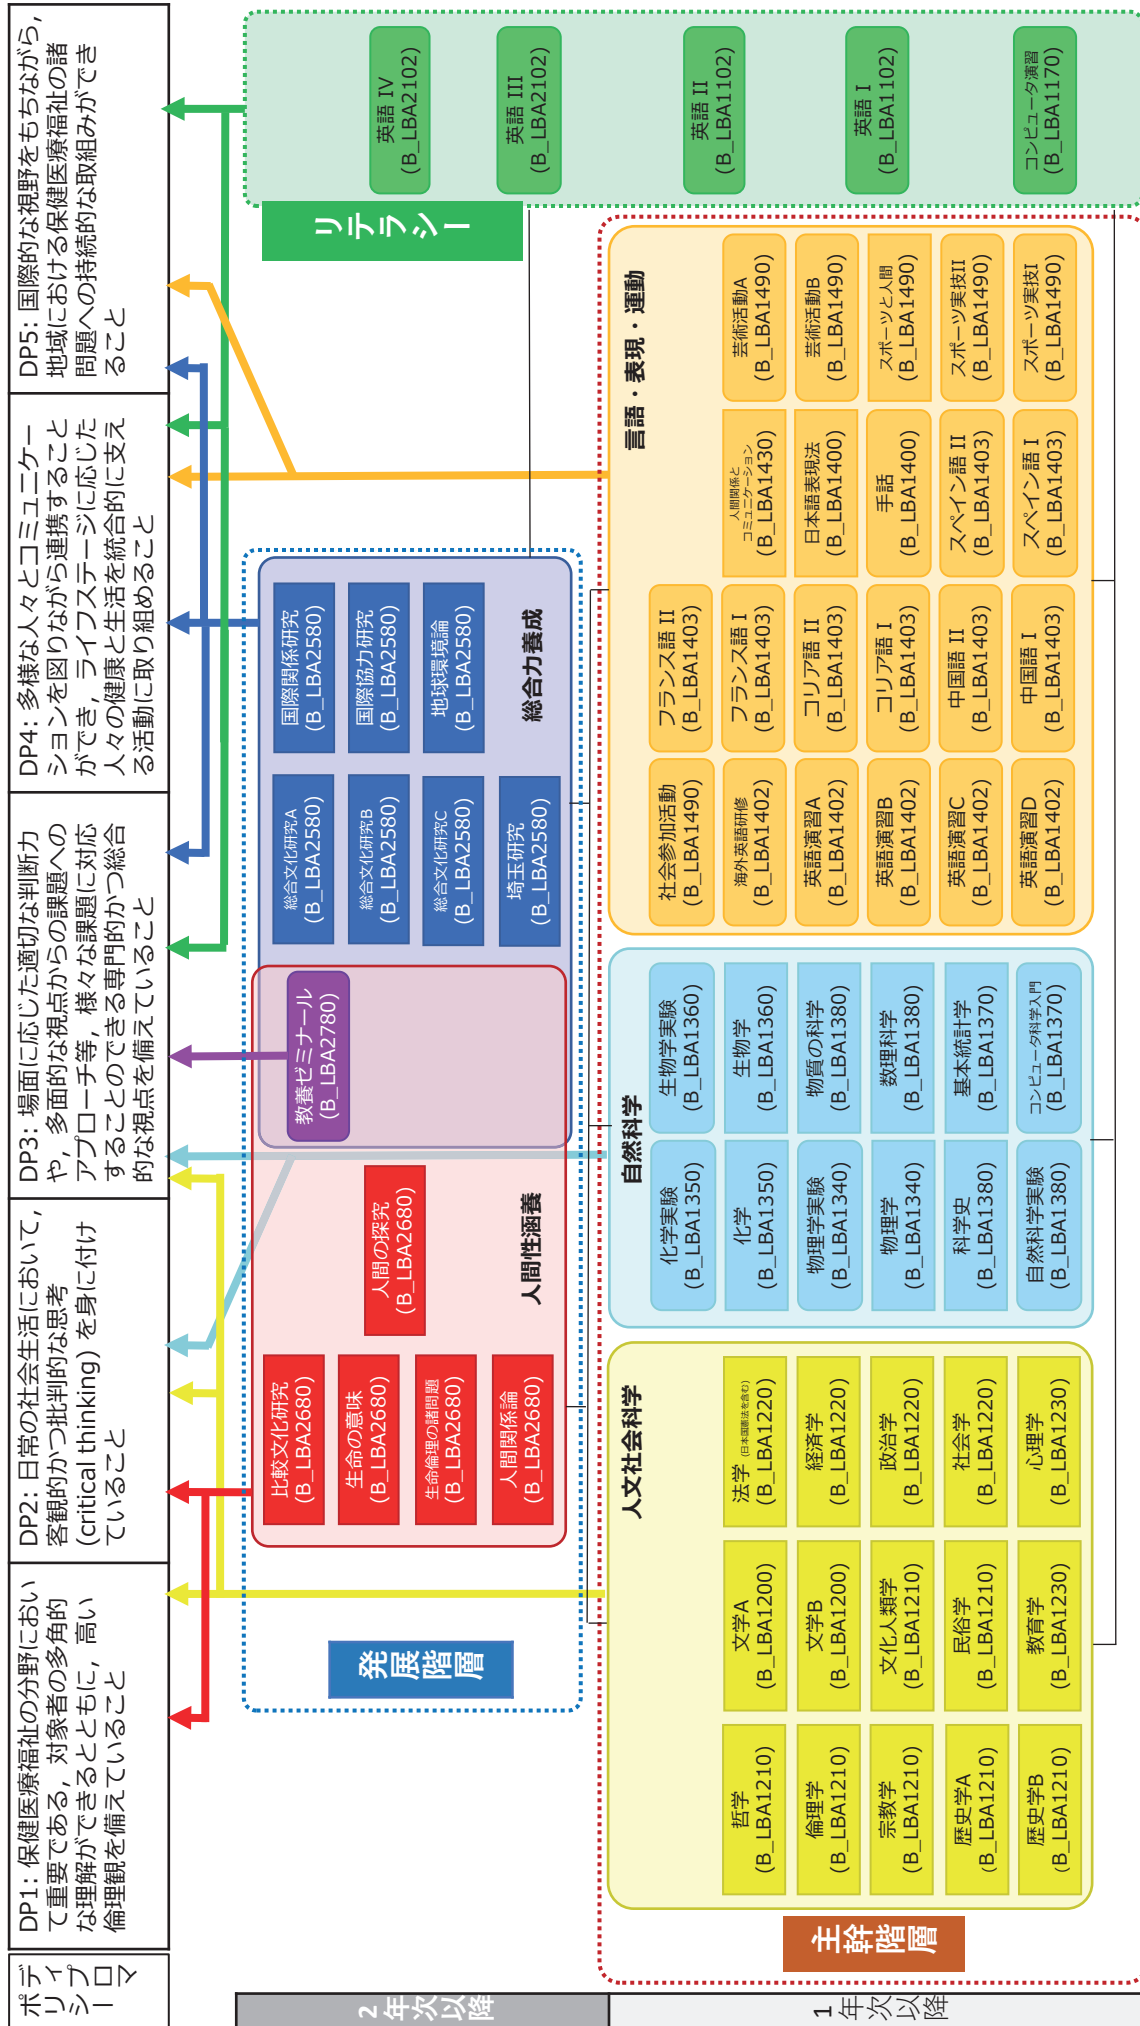 ディプロマ
ポリシー
DP1: 保健医療福祉の分野におい
て重要である，対象者の多角的
な理解ができるとともに，高い
倫理観を備えていること
DP2: 日常の社会生活において，
客観的かつ批判的な思考
(critical thinking) を身に付け
ていること
DP3: 場面に応じた適切な判断力
や，多面的な視点からの課題への
アプローチ等，様々な課題に対応
することのできる専門的かつ総合
的な視点を備えていること
DP4: 多様な人々とコミュニケー
ションを図りながら連携すること
ができ，ライフステージに応じた
人々の健康と生活を統合的に支え
る活動に取り組めること
DP5: 国際的な視野をもちながら，
地域における保健医療福祉の諸
問題への持続的な取組みができ
ること
2年次以降
発展階層
比較文化研究
(B_LBA2680)
生命の意味
(B_LBA2680)
生命倫理の諸問題
(B_LBA2680)
人間関係論
(B_LBA2680)
人間の探究
(B_LBA2680)
人間性涵養
教養ゼミナール
(B_LBA2780)
総合文化研究A
(B_LBA2580)
総合文化研究B
(B_LBA2580)
総合文化研究C
(B_LBA2580)
埼玉研究
(B_LBA2580)
国際関係研究
(B_LBA2580)
国際協力研究
(B_LBA2580)
地球環境論
(B_LBA2580)
総合力養成
リテラシー
英語 IV
(B_LBA2102)
英語 III
(B_LBA2102)
英語 II
(B_LBA1102)
英語 I
(B_LBA1102)
コンピュータ演習
(B_LBA1170)
1年次以降
主幹階層
人文社会科学
哲学
(B_LBA1210)
倫理学
(B_LBA1210)
宗教学
(B_LBA1210)
歴史学A
(B_LBA1210)
歴史学B
(B_LBA1210)
文学A
(B_LBA1200)
文学B
(B_LBA1200)
文化人類学
(B_LBA1210)
民俗学
(B_LBA1210)
教育学
(B_LBA1230)
法学 (日本国憲法を含む)
(B_LBA1220)
経済学
(B_LBA1220)
政治学
(B_LBA1220)
社会学
(B_LBA1220)
心理学
(B_LBA1230)
自然科学
化学実験
(B_LBA1350)
化学
(B_LBA1350)
物理学実験
(B_LBA1340)
物理学
(B_LBA1340)
科学史
(B_LBA1380)
自然科学実験
(B_LBA1380)
生物学実験
(B_LBA1360)
生物学
(B_LBA1360)
物質の科学
(B_LBA1380)
数理科学
(B_LBA1380)
基本統計学
(B_LBA1370)
コンピュータ科学入門
(B_LBA1370)
言語・表現・運動
社会参加活動
(B_LBA1490)
海外英語研修
(B_LBA1402)
英語演習A
(B_LBA1402)
英語演習B
(B_LBA1402)
英語演習C
(B_LBA1402)
英語演習D
(B_LBA1402)
フランス語 II
(B_LBA1403)
フランス語 I
(B_LBA1403)
コリア語 II
(B_LBA1403)
コリア語 I
(B_LBA1403)
中国語 II
(B_LBA1403)
中国語 I
(B_LBA1403)
人間関係と
コミュニケーション
(B_LBA1430)
日本語表現法
(B_LBA1400)
手話
(B_LBA1400)
スペイン語 II
(B_LBA1403)
スペイン語 I
(B_LBA1403)
芸術活動A
(B_LBA1490)
芸術活動B
(B_LBA1490)
スポーツと人間
(B_LBA1490)
スポーツ実技II
(B_LBA1490)
スポーツ実技I
(B_LBA1490)